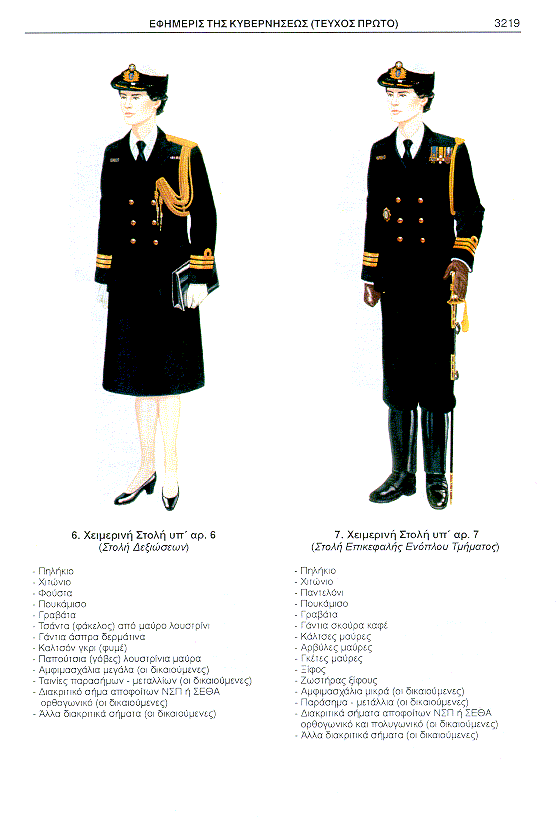 ΕΦΗΜΕΡΙΣ ΤΗΣ ΚΥΒΕΡΝΗΣΕΩΣ (ΤΕΥΧΟΣ ΠΡΩΤΟ)
3219
6. Χειμερινή Στολή υπ΄ αρ. 6
(Στολή Δεξιώσεων)
- Πηλήκιο
- Χιτώνιο
- Φούστα
- Πουκάμισο
- Γραβάτα
- Τσάντα (φάκελος) από μαύρο λουστρίνι
- Γάντια άσπρα δερμάτινα
- Καλτσόν γκρι (φυμέ)
- Παπούτσια (γόβες) λουστρίνια μαύρα
- Αμφιμασχάλια μεγάλα (οι δικαιούμενες)
- Ταινίες παρασήμων - μεταλλίων (οι δικαιούμενες)
- Διακριτικό σήμα αποφοίτων ΝΣΠ ή ΣΕΘΑ
ορθογωνικό (οι δικαιούμενες)
- Άλλα διακριτικά σήματα (οι δικαιούμενες)
7. Χειμερινή Στολή υπ΄ αρ. 7
(Στολή Επικεφαλής Ενόπλου Τμήματος)
- Πηλήκιο
- Χιτώνιο
- Παντελόνι
- Πουκάμισο
- Γραβάτα
- Γάντια σκούρα καφέ
- Κάλτσες μαύρες
- Αρβύλες μαύρες
- Γκέτες μαύρες
- Ξίφος
- Ζωστήρας ξίφους
- Αμφιμασχάλια μικρά (οι δικαιούμενες)
- Παράσημα - μετάλλια (οι δικαιούμενες)
- Διακριτικά σήματα αποφοίτων ΝΣΠ ή ΣΕΘΑ
ορθογωνικό και πολυγωνικό (οι δικαιούμενες)
- Άλλα διακριτικά σήματα (οι δικαιούμενες)